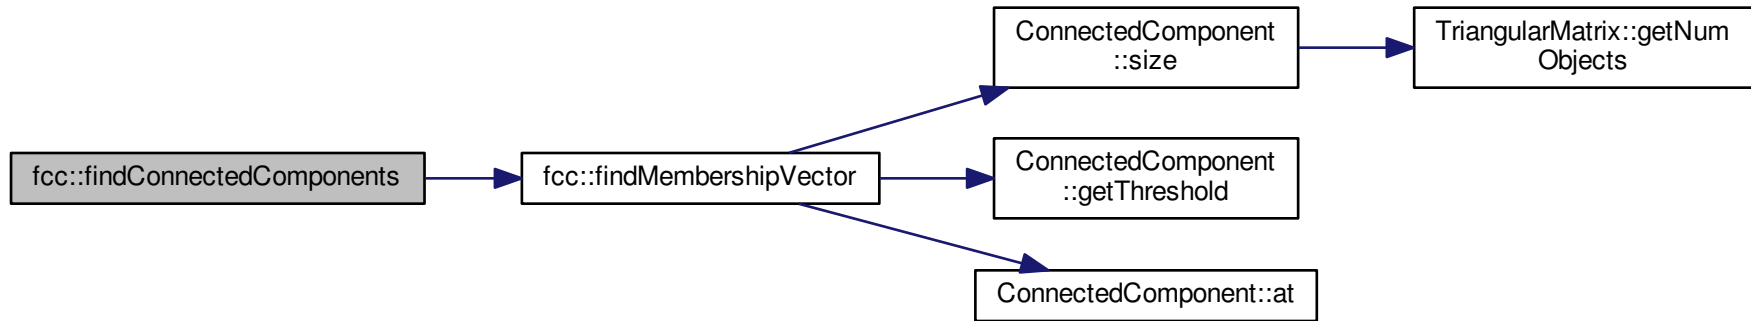 ConnectedComponent
::size
TriangularMatrix::getNum
Objects
fcc::findConnectedComponents
fcc::findMembershipVector
ConnectedComponent
::getThreshold
ConnectedComponent::at